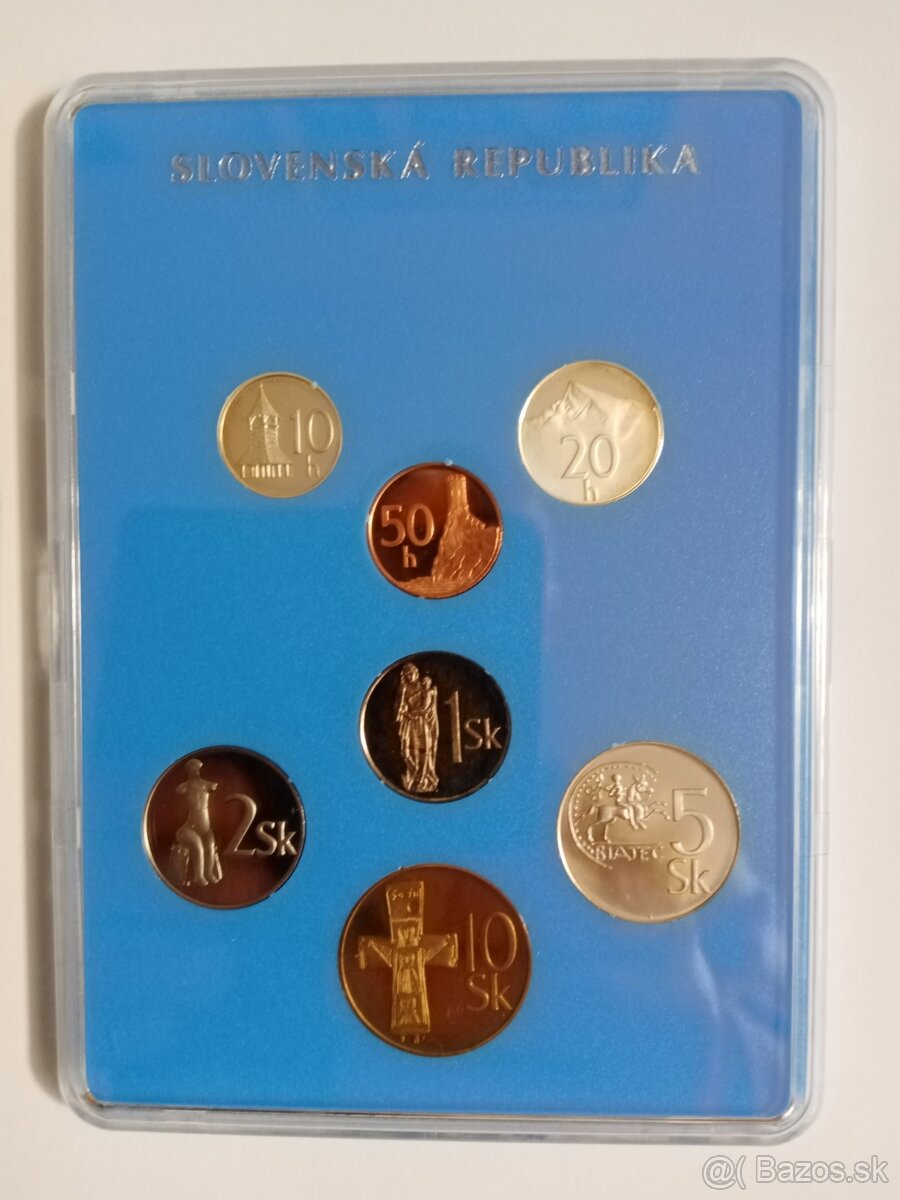 SLOVENSKÁ REPUBLIKA
10
h
20
h
50
h
1Sk
2Sk
BIATEC
5
Sk
10
Sk
@( Bazos.sk